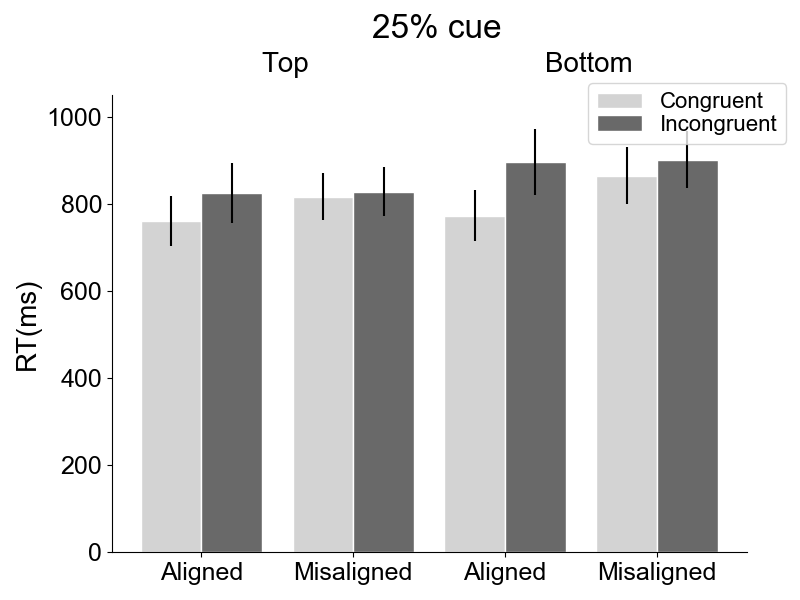 25% cue
Top Bottom
Congruent
Incongruent
1000
800
600
400
200
0
RT(ms)
Aligned Misaligned Aligned Misaligned